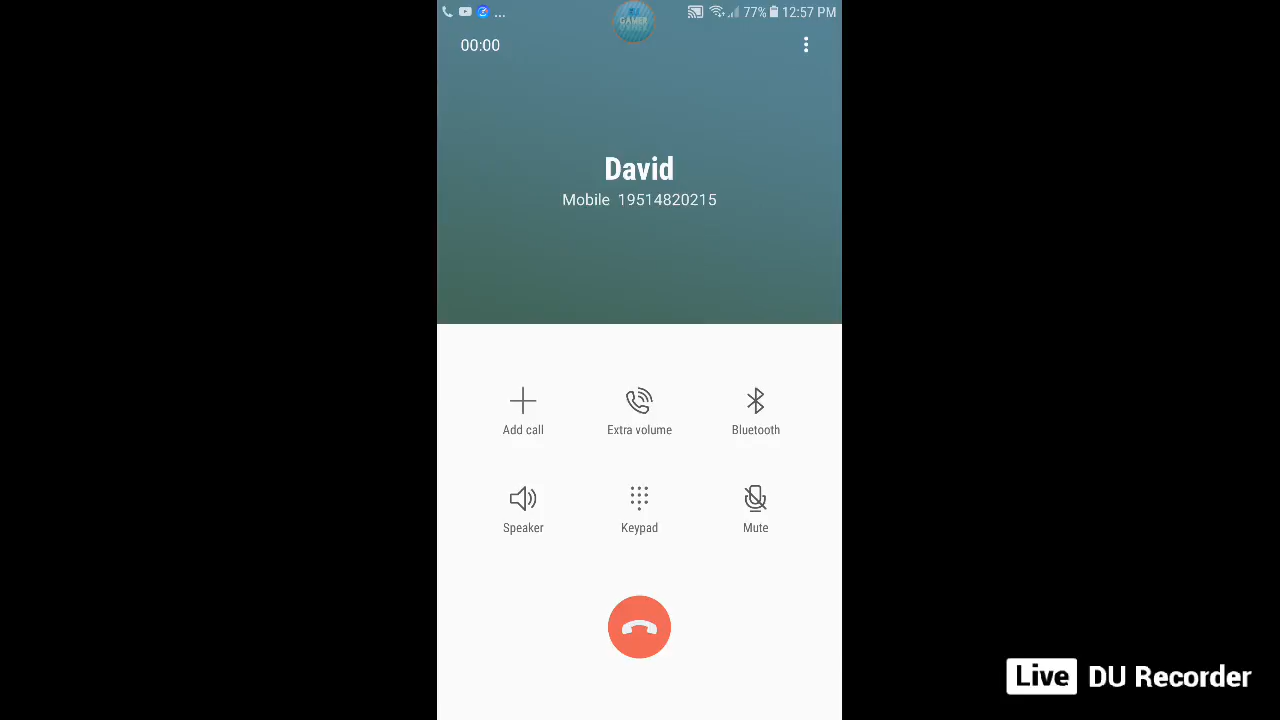 ... 77% 12:57 PM
GAMER
00:00
David
Mobile 19514820215
Add call Extra volume Bluetooth
Speaker Keypad Mute
Live DU Recorder